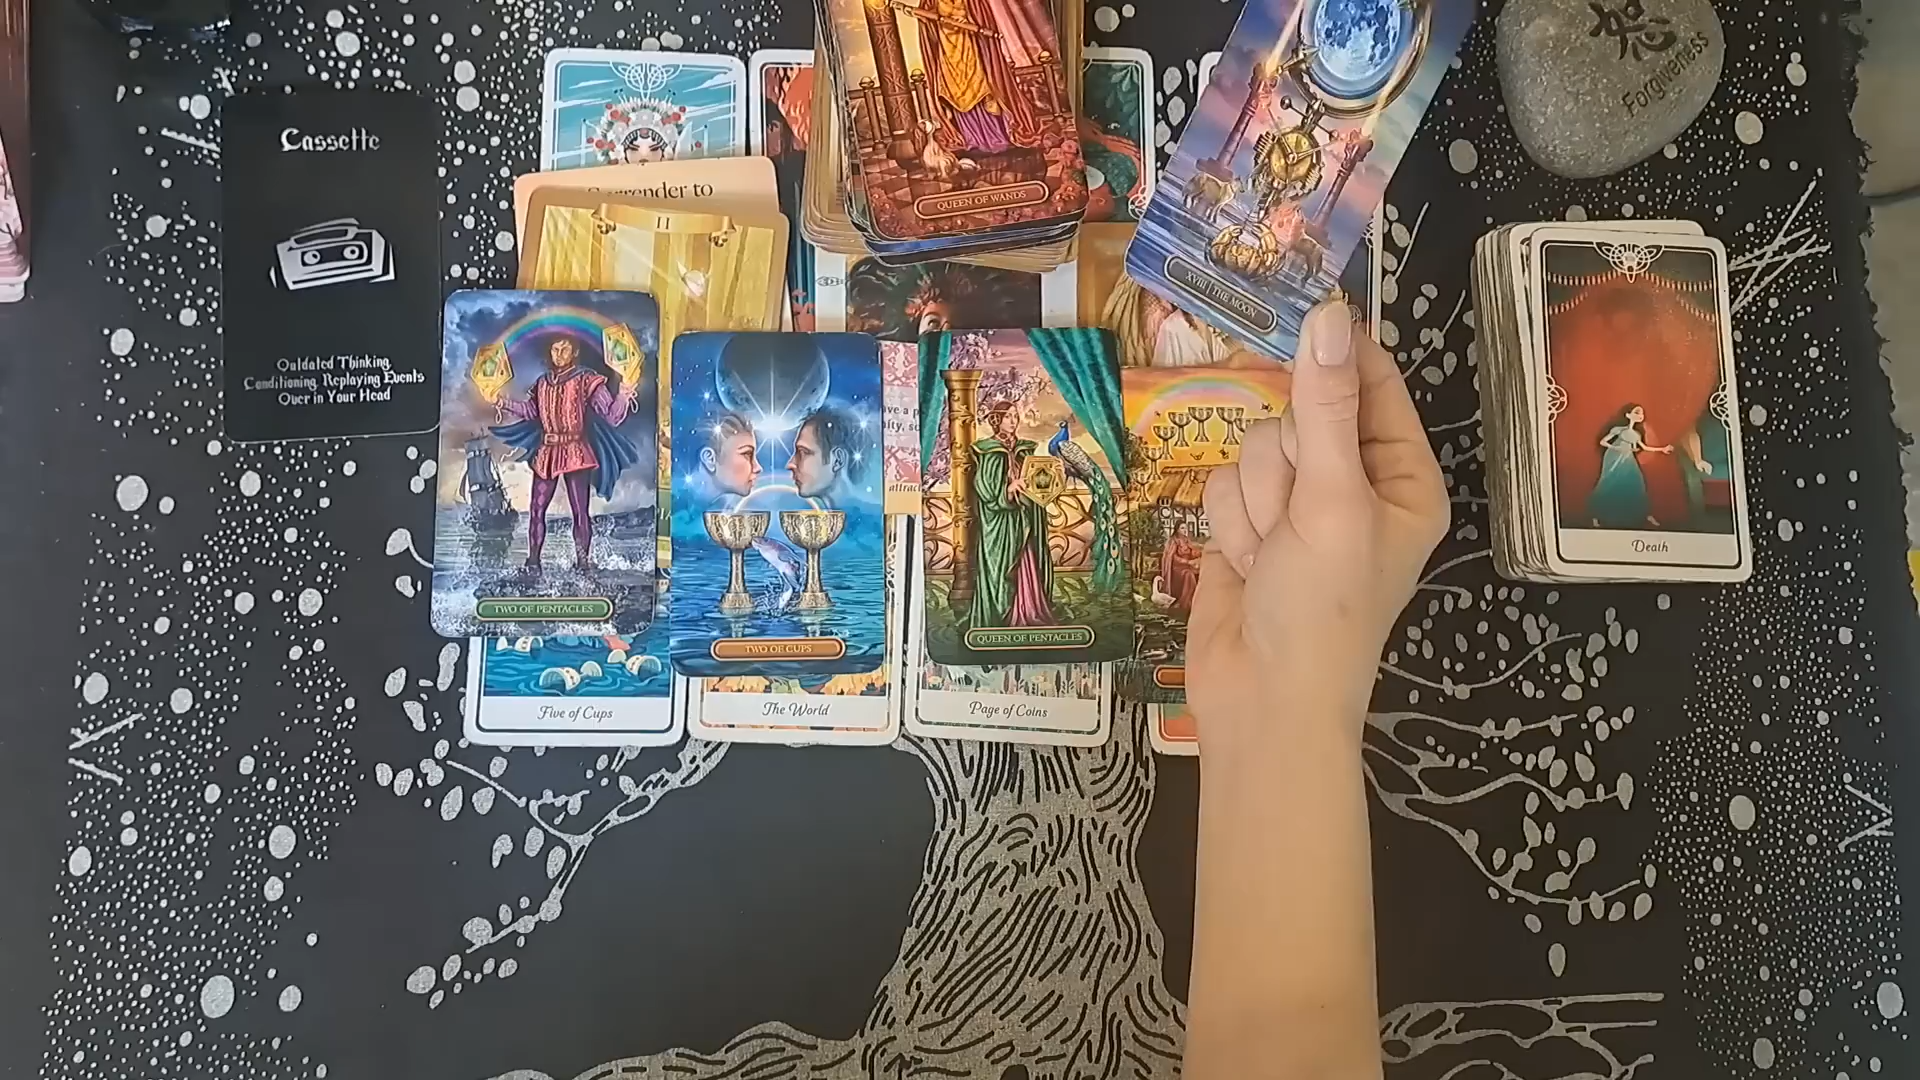 Cassette
Outdated Thinking,
Conditioning, Replaying Events
Over in Your Head
Surrender to
II
QUEEN OF WANDS
XVIII THE MOON
恕
Forgiveness
TWO OF PENTACLES
TWO OF CUPS
QUEEN OF PENTACLES
Five of Cups
The World
Page of Coins
Death